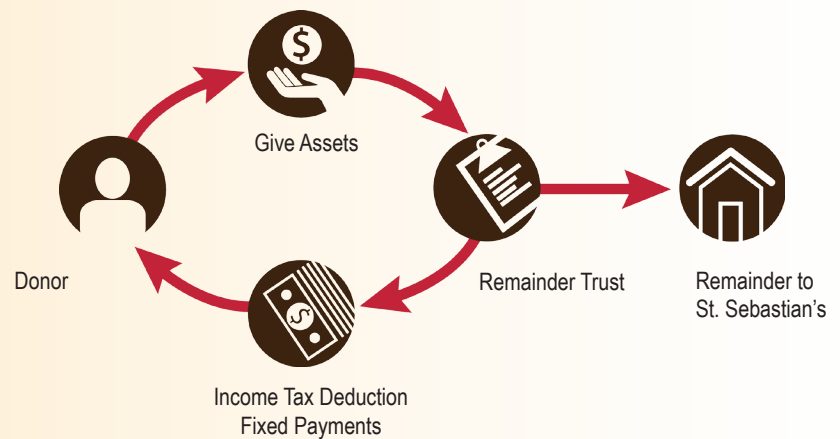 $
Give Assets
Donor
Remainder Trust
Remainder to
St. Sebastian’s
$
Income Tax Deduction
Fixed Payments